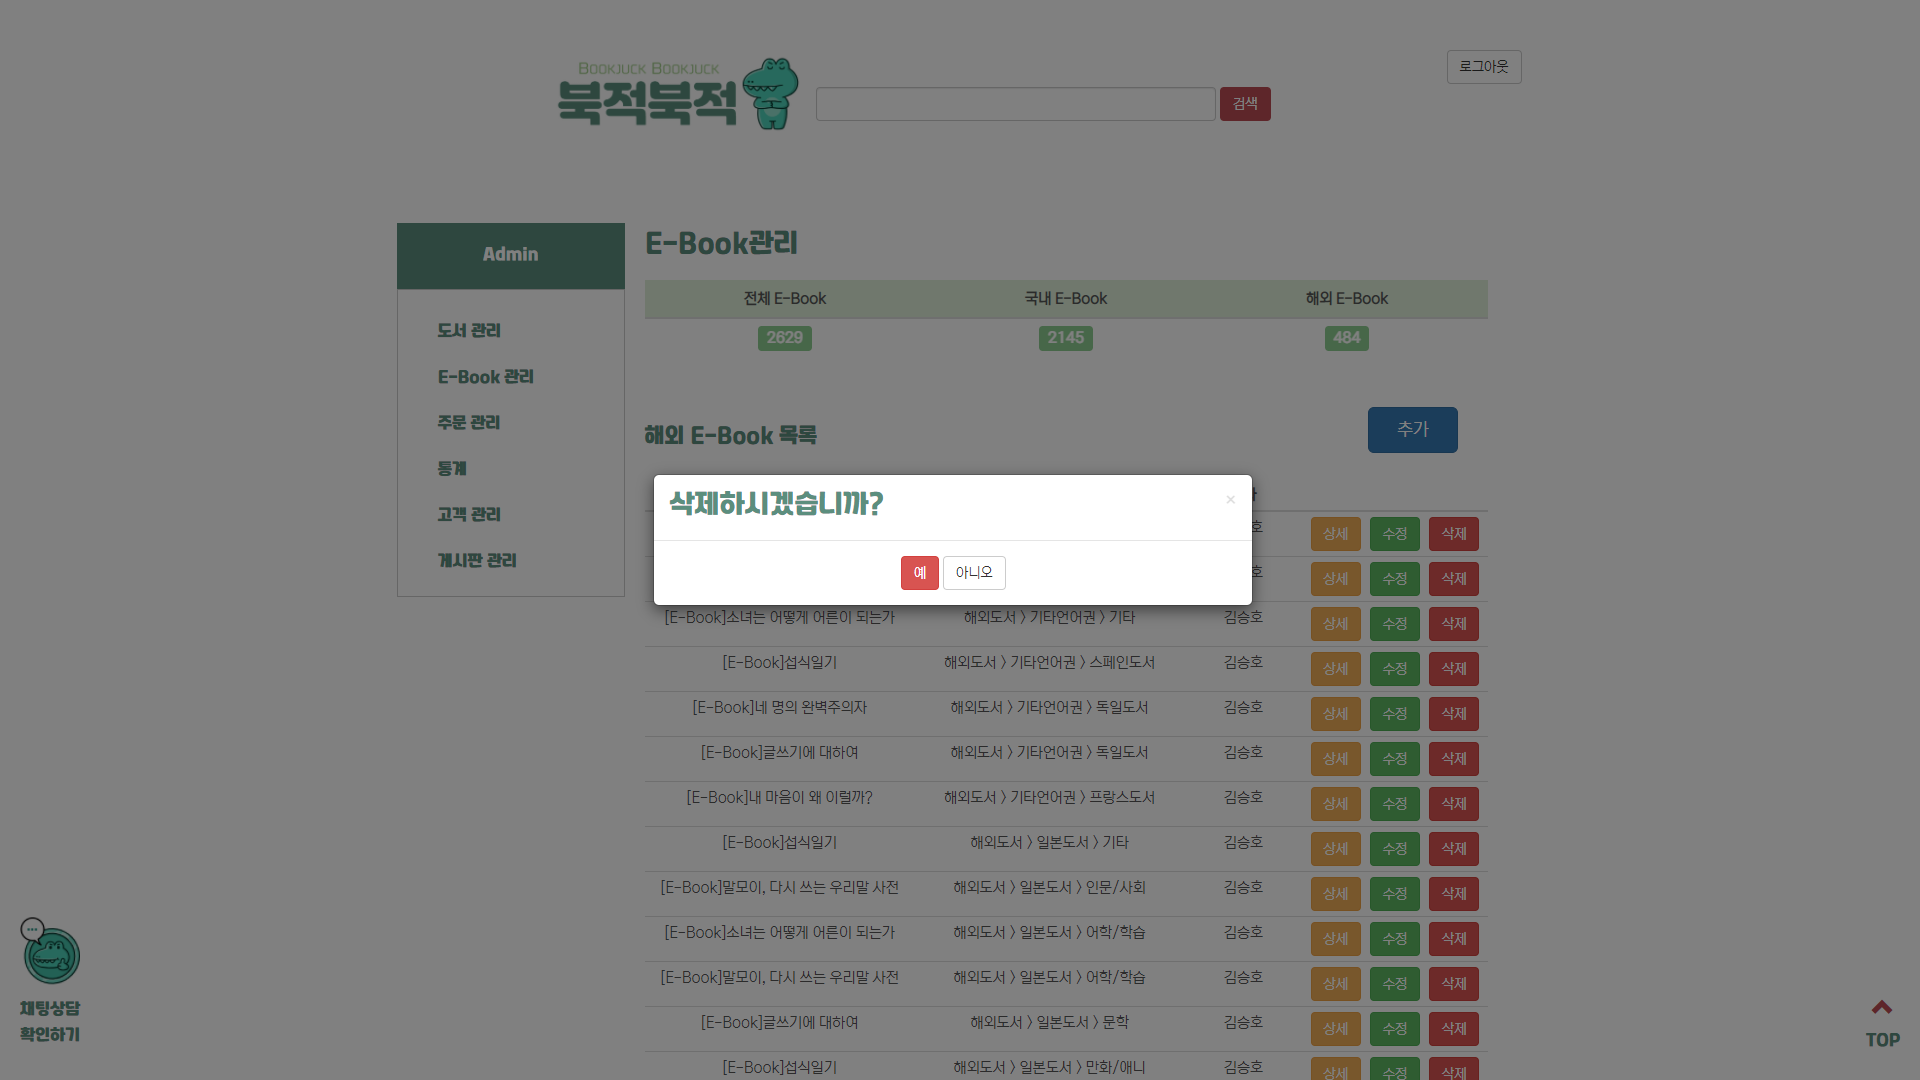 BOOKJUCK BOOKJUCK
북적북적
검색
로그아웃
Admin
도서 관리
E-Book 관리
주문 관리
통계
고객 관리
게시판 관리
E-Book관리
전체 E-Book 국내 E-Book 해외 E-Book
2629 2145 484
해외 E-Book 목록
추가
삭제하시겠습니까?
×
예 아니오
호 상세 수정 삭제
호 상세 수정 삭제
[E-Book]소녀는 어떻게 어른이 되는가 해외도서 > 기타언어권 > 기타 김승호 상세 수정 삭제
[E-Book]섭식일기 해외도서 > 기타언어권 > 스페인도서 김승호 상세 수정 삭제
[E-Book]네 명의 완벽주의자 해외도서 > 기타언어권 > 독일도서 김승호 상세 수정 삭제
[E-Book]글쓰기에 대하여 해외도서 > 기타언어권 > 독일도서 김승호 상세 수정 삭제
[E-Book]내 마음이 왜 이럴까? 해외도서 > 기타언어권 > 프랑스도서 김승호 상세 수정 삭제
[E-Book]섭식일기 해외도서 > 일본도서 > 기타 김승호 상세 수정 삭제
[E-Book]말모이, 다시 쓰는 우리말 사전 해외도서 > 일본도서 > 인문/사회 김승호 상세 수정 삭제
[E-Book]소녀는 어떻게 어른이 되는가 해외도서 > 일본도서 > 어학/학습 김승호 상세 수정 삭제
[E-Book]말모이, 다시 쓰는 우리말 사전 해외도서 > 일본도서 > 어학/학습 김승호 상세 수정 삭제
[E-Book]글쓰기에 대하여 해외도서 > 일본도서 > 문학 김승호 상세 수정 삭제
[E-Book]섭식일기 해외도서 > 일본도서 > 만화/애니 김승호 상세 수정 삭제
채팅상담
확인하기
TOP